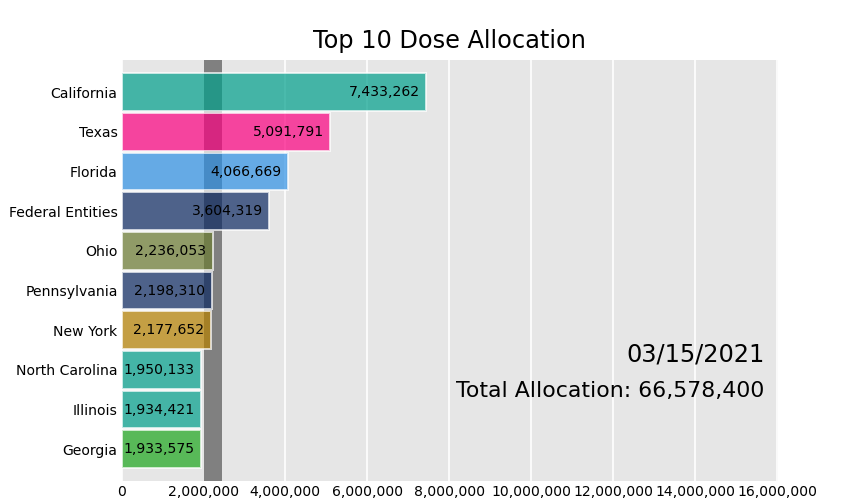 Top 10 Dose Allocation
California 7,433,262
Texas 5,091,791
Florida 4,066,669
Federal Entities 3,604,319
Ohio 2,236,053
Pennsylvania 2,198,310
New York 2,177,652
03/15/2021
North Carolina 1,950,133
Total Allocation: 66,578,400
Illinois 1,934,421
Georgia 1,933,575
0 2,000,000 4,000,000 6,000,000 8,000,000 10,000,000 12,000,000 14,000,000 16,000,000